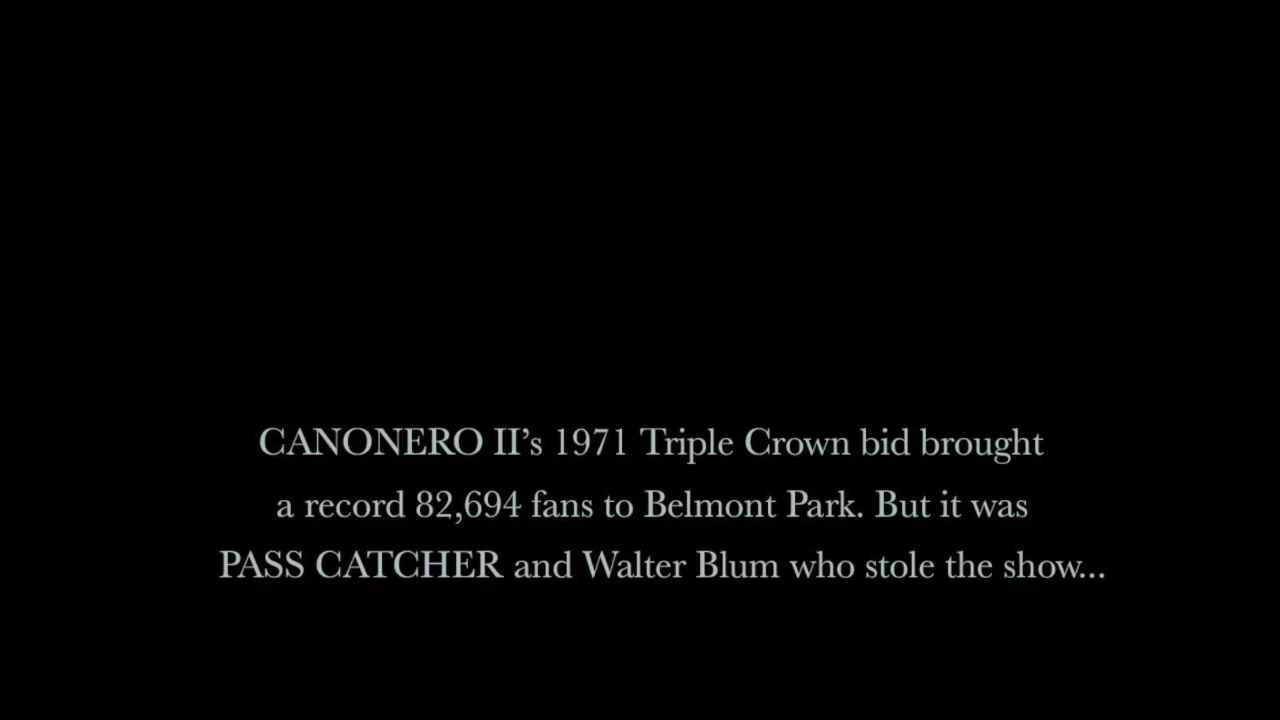 CANONERO II’s 1971 Triple Crown bid brought
a record 82,694 fans to Belmont Park. But it was
PASS CATCHER and Walter Blum who stole the show...